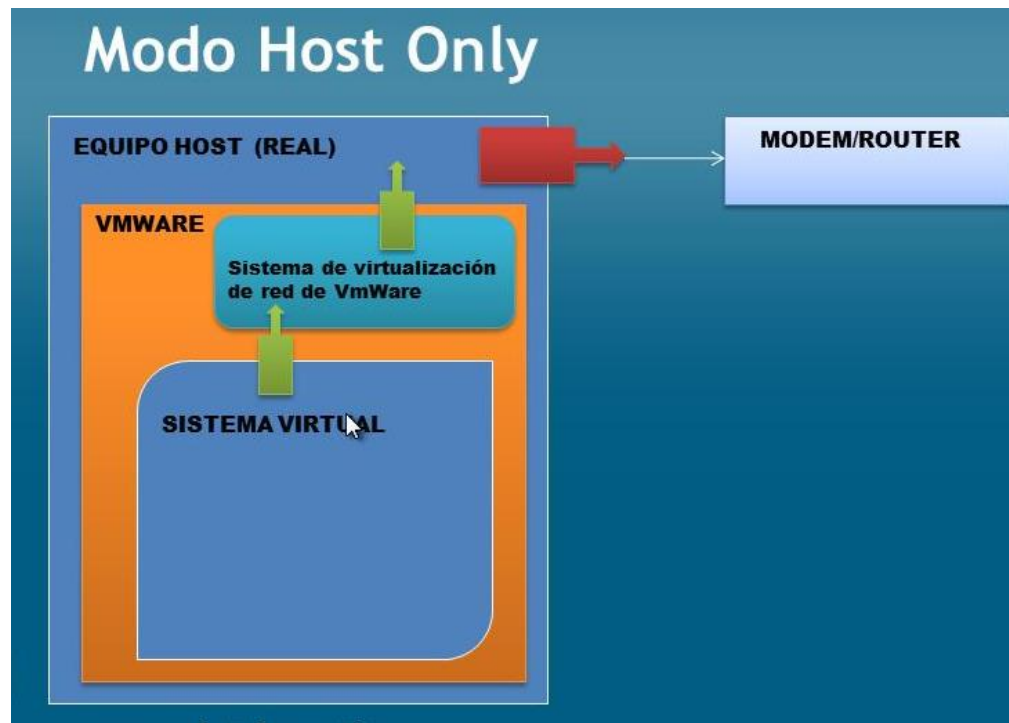 Modo Host Only
EQUIPO HOST (REAL)
MODEM/ROUTER
VMWARE
Sistema de virtualización
de red de VmWare
SISTEMA VIRTUAL